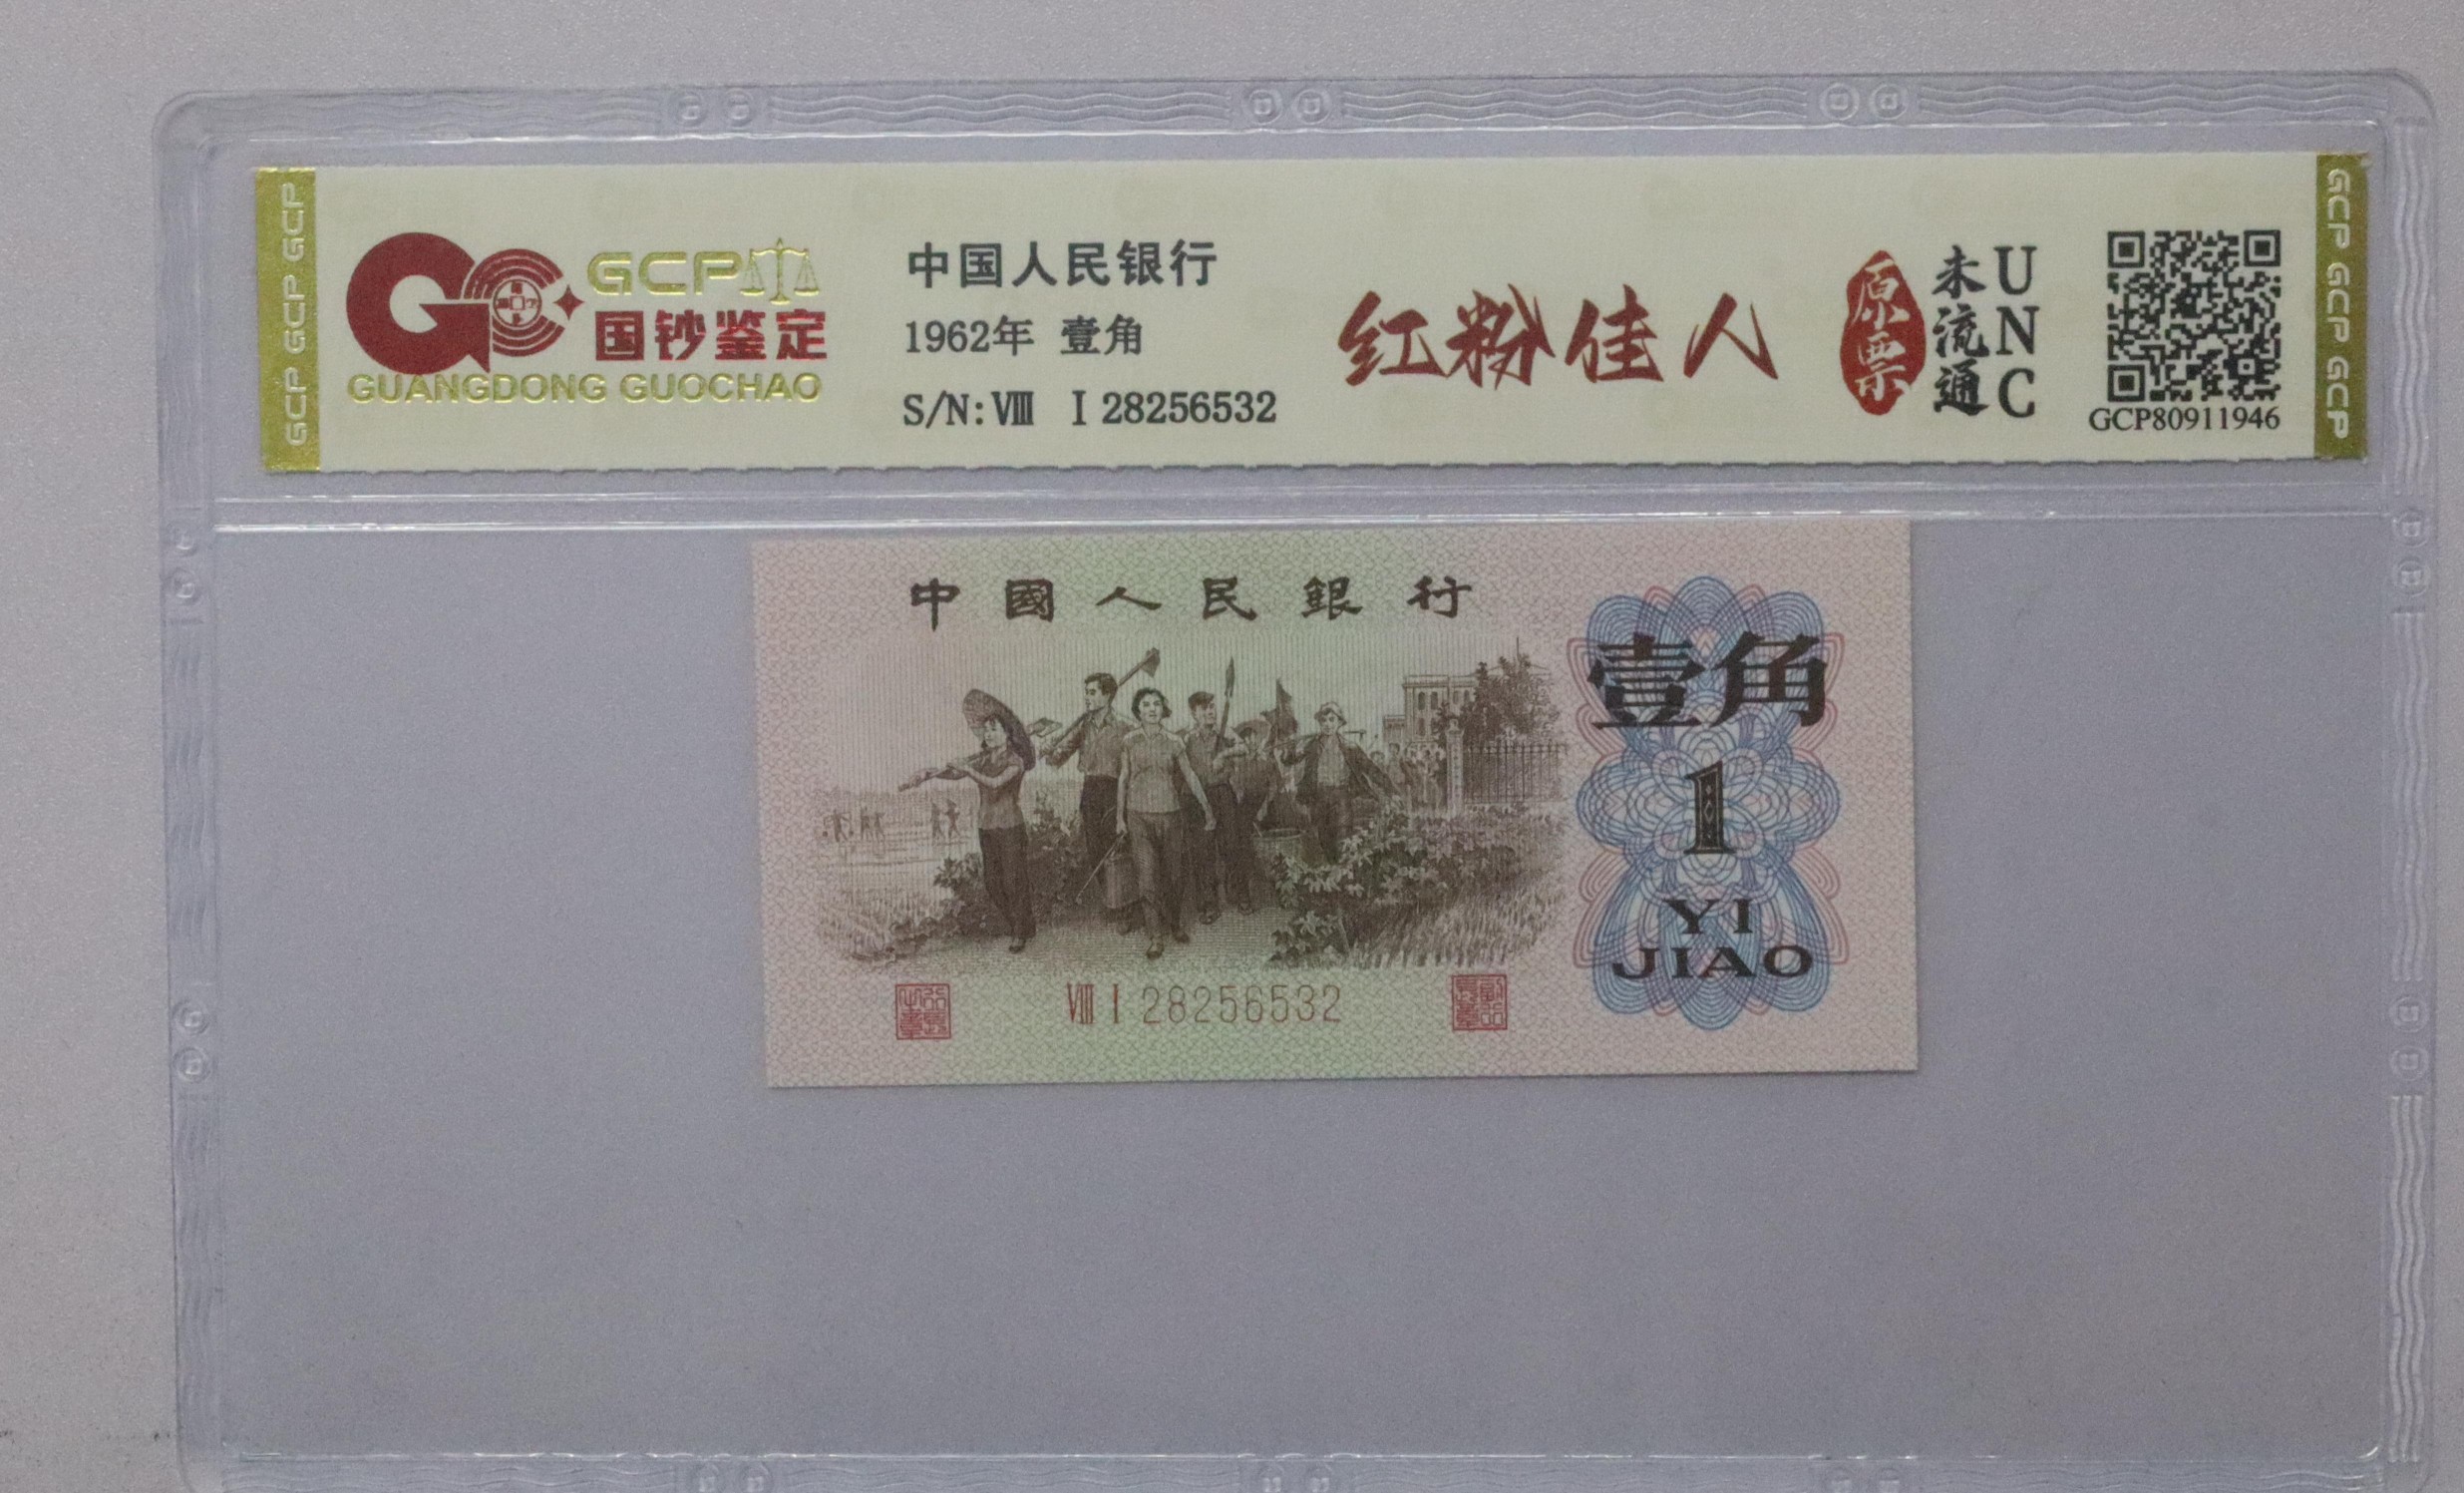 GCP GCP GCP
GCP
国钞鉴定
GUANGDONG GUOCHAO
中国人民银行
1962年 壹角
S/N: Ⅷ Ⅰ 28256532
红粉佳人
原票
未流通
UNC
GCP80911946
GCP GCP GCP
中國人民銀行
壹角
1
YI
JIAO
Ⅷ Ⅰ 28256532